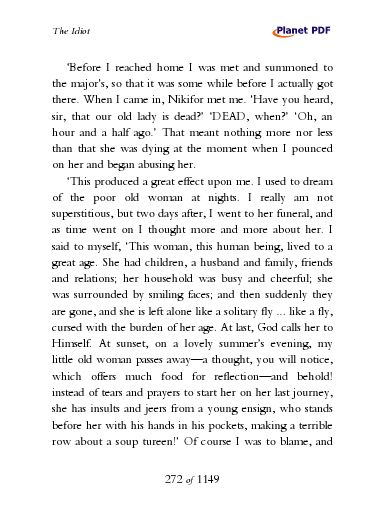 The Idiot
Planet PDF
‘Before I reached home I was met and summoned to
the major’s, so that it was some while before I actually got
there. When I came in, Nikifor met me. ‘Have you heard,
sir, that our old lady is dead?’ ‘DEAD, when?’ ‘Oh, an
hour and a half ago.’ That meant nothing more nor less
than that she was dying at the moment when I pounced
on her and began abusing her.
‘This produced a great effect upon me. I used to dream
of the poor old woman at nights. I really am not
superstitious, but two days after, I went to her funeral, and
as time went on I thought more and more about her. I
said to myself, ‘This woman, this human being, lived to a
great age. She had children, a husband and family, friends
and relations; her household was busy and cheerful; she
was surrounded by smiling faces; and then suddenly they
are gone, and she is left alone like a solitary fly ... like a fly,
cursed with the burden of her age. At last, God calls her to
Himself. At sunset, on a lovely summer’s evening, my
little old woman passes away—a thought, you will notice,
which offers much food for reflection—and behold!
instead of tears and prayers to start her on her last journey,
she has insults and jeers from a young ensign, who stands
before her with his hands in his pockets, making a terrible
row about a soup tureen!’ Of course I was to blame, and
272 of 1149